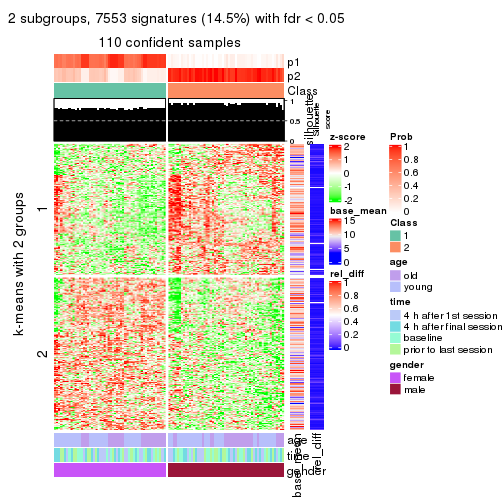 2 subgroups, 7553 signatures (14.5%) with fdr < 0.05
110 confident samples
p1
p2
Class
1
0.5
0
silhouette
Silhouette
score
k-means with 2 groups
1
2
age
time
gender
base_mean
rel_diff
z-score
2
1
0
-1
-2
base_mean
15
10
5
0
rel_diff
1
0.8
0.6
0.4
0.2
0
Prob
1
0.8
0.6
0.4
0.2
0
Class
1
2
age
old
young
time
4 h after 1st session
4 h after final session
baseline
prior to last session
gender
female
male